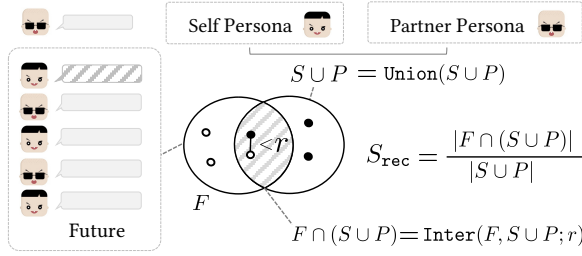 Self Persona
Partner Persona
S ∪ P = Union(S ∪ P)
< r
S_rec = |F ∩ (S ∪ P)| / |S ∪ P|
F
Future
F ∩ (S ∪ P) = Inter(F, S ∪ P; r)